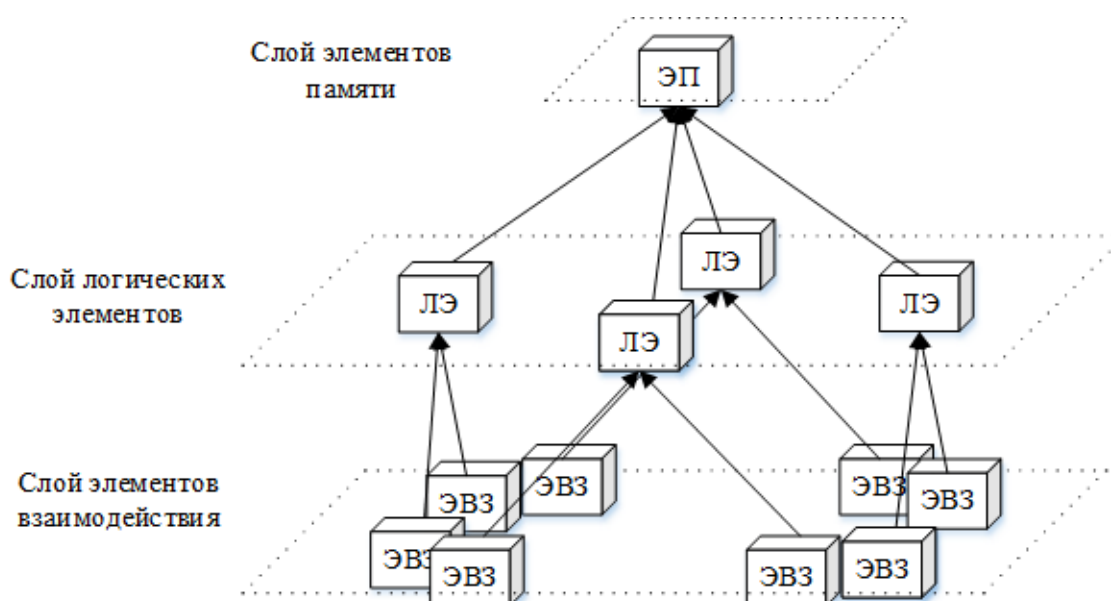 Слой элементов
памяти
ЭП
Слой логических
элементов
ЛЭ
ЛЭ
ЛЭ
ЛЭ
Слой элементов
взаимодействия
ЭВЗ
ЭВЗ
ЭВЗ
ЭВЗ
ЭВЗ
ЭВЗ
ЭВЗ
ЭВЗ